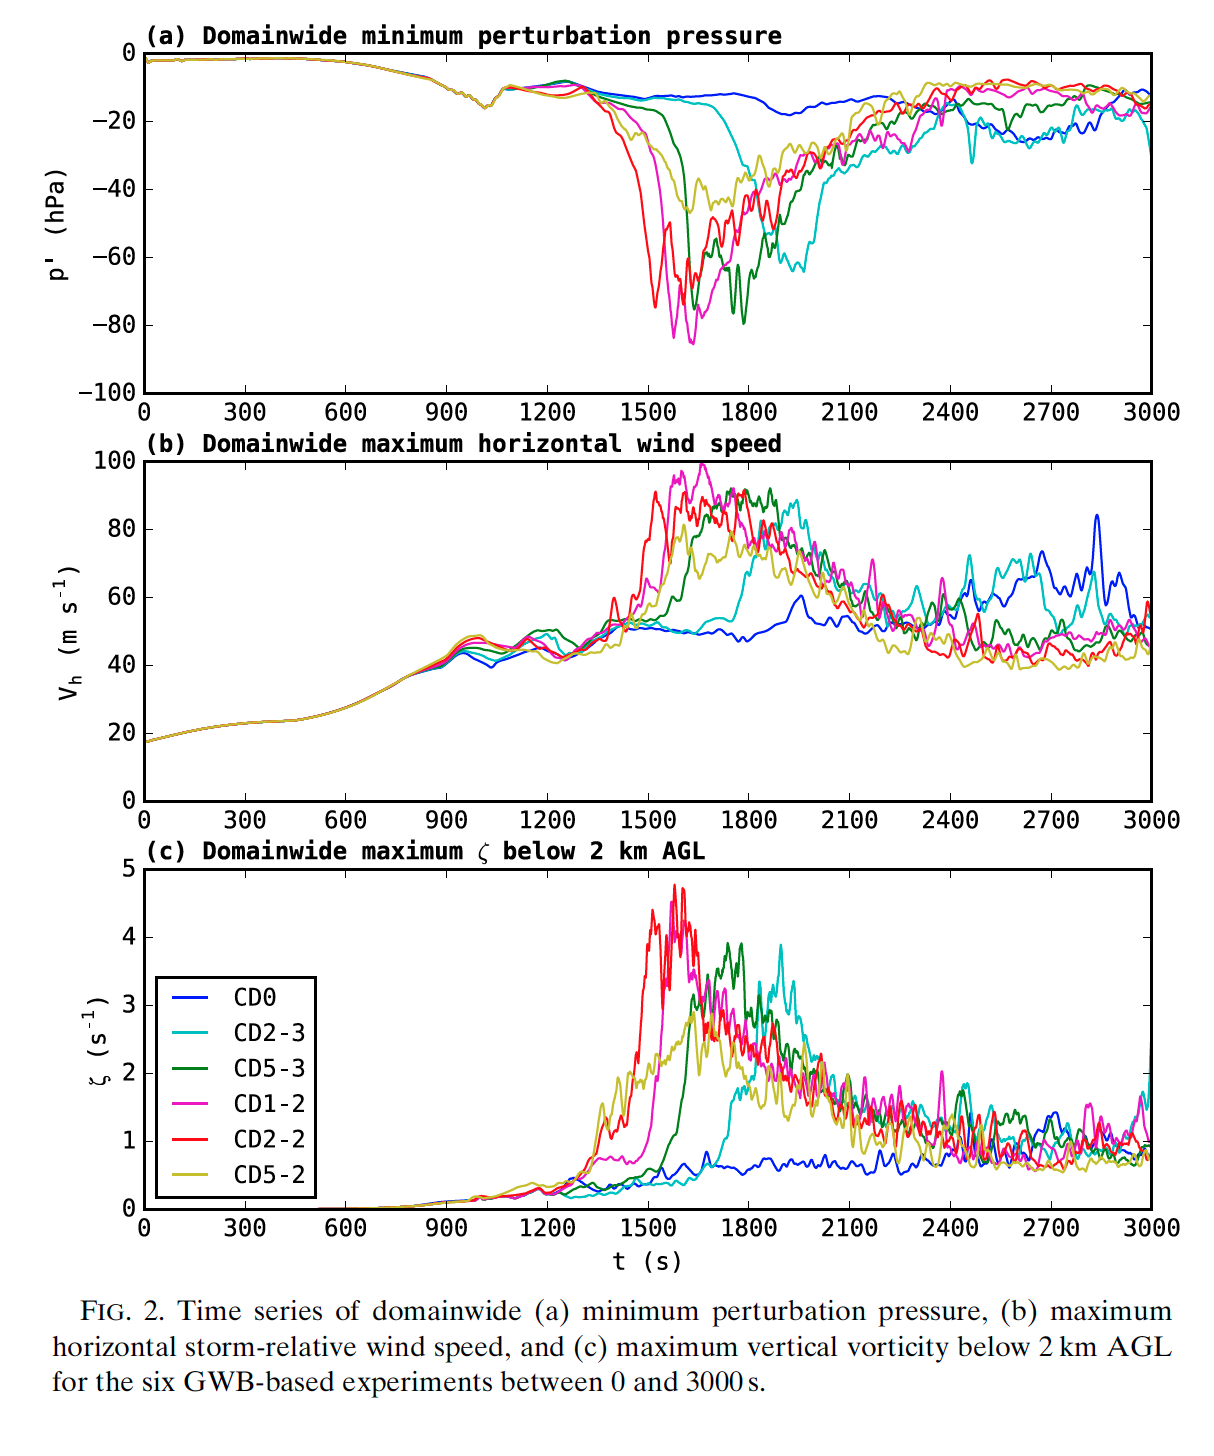 (a) Domainwide minimum perturbation pressure
0
−20
−40
−60
−80
−100
p' (hPa)
0 300 600 900 1200 1500 1800 2100 2400 2700 3000
(b) Domainwide maximum horizontal wind speed
100
80
60
40
20
0
Vh (m s-1)
0 300 600 900 1200 1500 1800 2100 2400 2700 3000
(c) Domainwide maximum ζ below 2 km AGL
5
4
3
2
1
0
ζ (s-1)
CD0
CD2-3
CD5-3
CD1-2
CD2-2
CD5-2
0 300 600 900 1200 1500 1800 2100 2400 2700 3000
t (s)
FIG. 2. Time series of domainwide (a) minimum perturbation pressure, (b) maximum
horizontal storm-relative wind speed, and (c) maximum vertical vorticity below 2 km AGL
for the six GWB-based experiments between 0 and 3000 s.